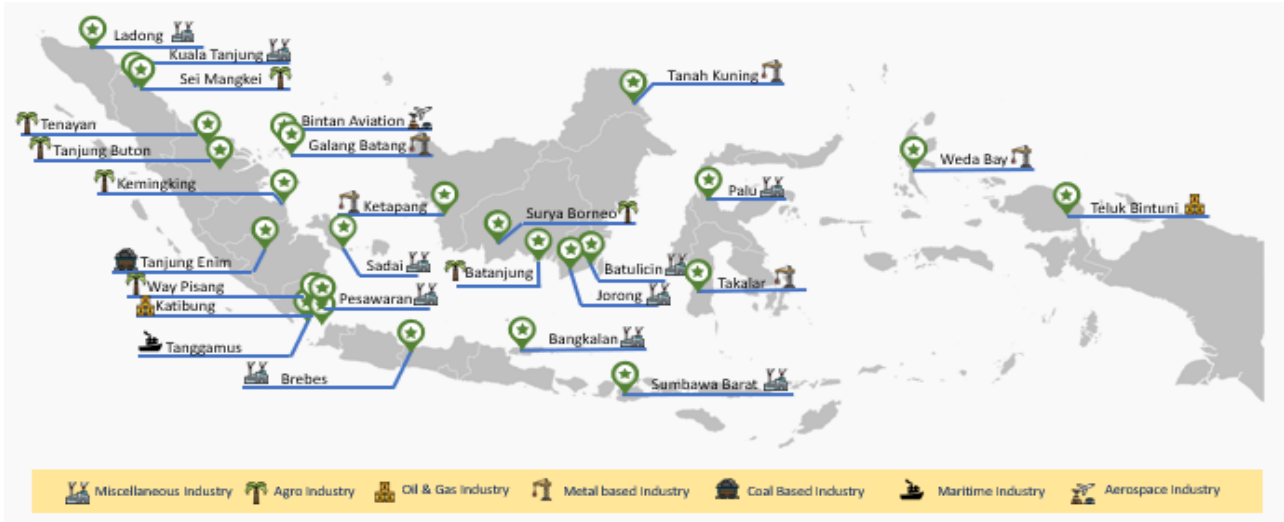 Ladong
Kuala Tanjung
Sei Mangkei
Tanah Kuning
Tenayan
Bintan Aviation
Tanjung Buton
Galang Batang
Weda Bay
Kemingking
Palu
Ketapang
Surya Borneo
Teluk Bintuni
Tanjung Enim
Sadai
Batanjung
Batulicin
Way Pisang
Pesawaran
Jorong
Takalar
Katibung
Tanggamus
Bangkalan
Brebes
Sumbawa Barat
Miscellaneous Industry Agro Industry Oil & Gas Industry Metal based Industry Coal Based Industry Maritime Industry Aerospace Industry